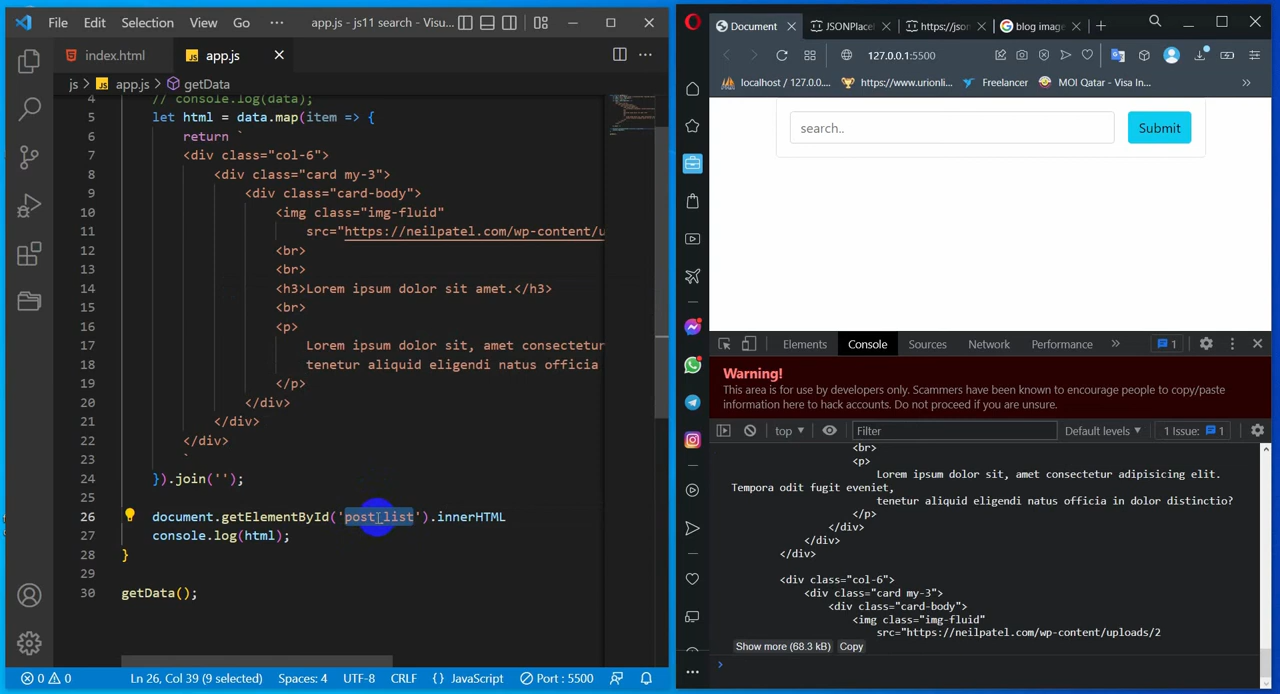 File Edit Selection View Go ··· app.js - js11 search - Visu...
index.html app.js
js > app.js > getData
4 // console.log(data);
5 let html = data.map(item => {
6 return `
7 <div class="col-6">
8 <div class="card my-3">
9 <div class="card-body">
10 <img class="img-fluid"
11 src="https://neilpatel.com/wp-content/u
12 <br>
13 <br>
14 <h3>Lorem ipsum dolor sit amet.</h3>
15 <br>
16 <p>
17 Lorem ipsum dolor sit, amet consectetur
18 tenetur aliquid eligendi natus officia
19 </p>
20 </div>
21 </div>
22 </div>
23 `
24 }).join('');
25
26 document.getElementById('post_list').innerHTML
27 console.log(html);
28 }
29
30 getData();
0 0 Ln 26, Col 39 (9 selected) Spaces: 4 UTF-8 CRLF {} JavaScript Port : 5500
Document JSONPlacel https://json blog image
127.0.0.1:5500
localhost / 127.0.0.... https://www.urionli... Freelancer MOI Qatar - Visa In...
search.. Submit
Elements Console Sources Network Performance 1
Warning!
This area is for use by developers only. Scammers have been known to encourage people to copy/paste
information here to hack accounts. Do not proceed if you are unsure.
top Filter Default levels 1 Issue: 1
<br>
<p>
Lorem ipsum dolor sit, amet consectetur adipisicing elit.
Tempora odit fugit eveniet,
tenetur aliquid eligendi natus officia in dolor distinctio?
</p>
</div>
</div>
</div>
<div class="col-6">
<div class="card my-3">
<div class="card-body">
<img class="img-fluid"
src="https://neilpatel.com/wp-content/uploads/2
Show more (68.3 kB) Copy
>